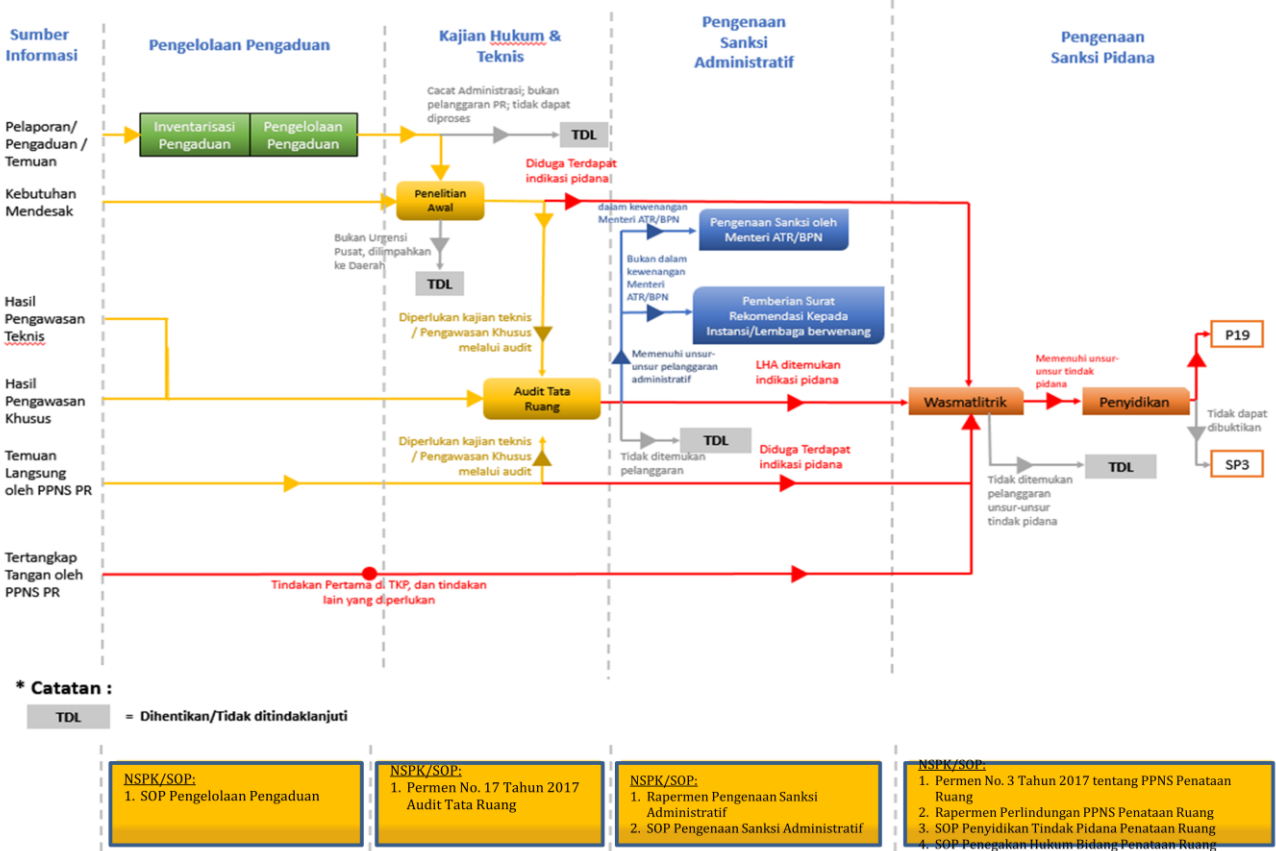 Sumber
Informasi
Pengelolaan Pengaduan
Kajian Hukum &
Teknis
Pengenaan
Sanksi
Administratif
Pengenaan
Sanksi Pidana
Pelaporan/
Pengaduan /
Temuan
Inventarisasi
Pengaduan
Pengelolaan
Pengaduan
Cacat Administrasi; bukan
pelanggaran PR; tidak dapat
diproses
TDL
Diduga Terdapat
indikasi pidana
Kebutuhan
Mendesak
Penelitian
Awal
dalam kewenangan
Menteri ATR/BPN
Pengenaan Sanksi oleh
Menteri ATR/BPN
Bukan Urgensi
Pusat, dilimpahkan
ke Daerah
TDL
Bukan dalam
kewenangan
Menteri
ATR/BPN
Pemberian Surat
Rekomendasi Kepada
Instansi/Lembaga berwenang
Hasil
Pengawasan
Teknis
Diperlukan kajian teknis
/ Pengawasan Khusus
melalui audit
Memenuhi unsur-
unsur pelanggaran
administratif
LHA ditemukan
indikasi pidana
Memenuhi unsur-
unsur tindak
pidana
P19
Hasil
Pengawasan
Khusus
Audit Tata
Ruang
Wasmatlitrik
Penyidikan
Tidak dapat
dibuktikan
Temuan
Langsung
oleh PPNS PR
Diperlukan kajian teknis
/ Pengawasan Khusus
melalui audit
TDL
Tidak ditemukan
pelanggaran
Diduga Terdapat
indikasi pidana
TDL
Tidak ditemukan
pelanggaran
unsur-unsur
tindak pidana
SP3
Tertangkap
Tangan oleh
PPNS PR
Tindakan Pertama d. TKP, dan tindakan
lain yang diperlukan
* Catatan :
TDL = Dihentikan/Tidak ditindaklanjuti
NSPK/SOP:
1. SOP Pengelolaan Pengaduan
NSPK/SOP:
1. Permen No. 17 Tahun 2017
Audit Tata Ruang
NSPK/SOP:
1. Rapermen Pengenaan Sanksi
Administratif
2. SOP Pengenaan Sanksi Administratif
NSPK/SOP:
1. Permen No. 3 Tahun 2017 tentang PPNS Penataan
Ruang
2. Rapermen Perlindungan PPNS Penataan Ruang
3. SOP Penyidikan Tindak Pidana Penataan Ruang
4. SOP Penegakan Hukum Bidang Penataan Ruang